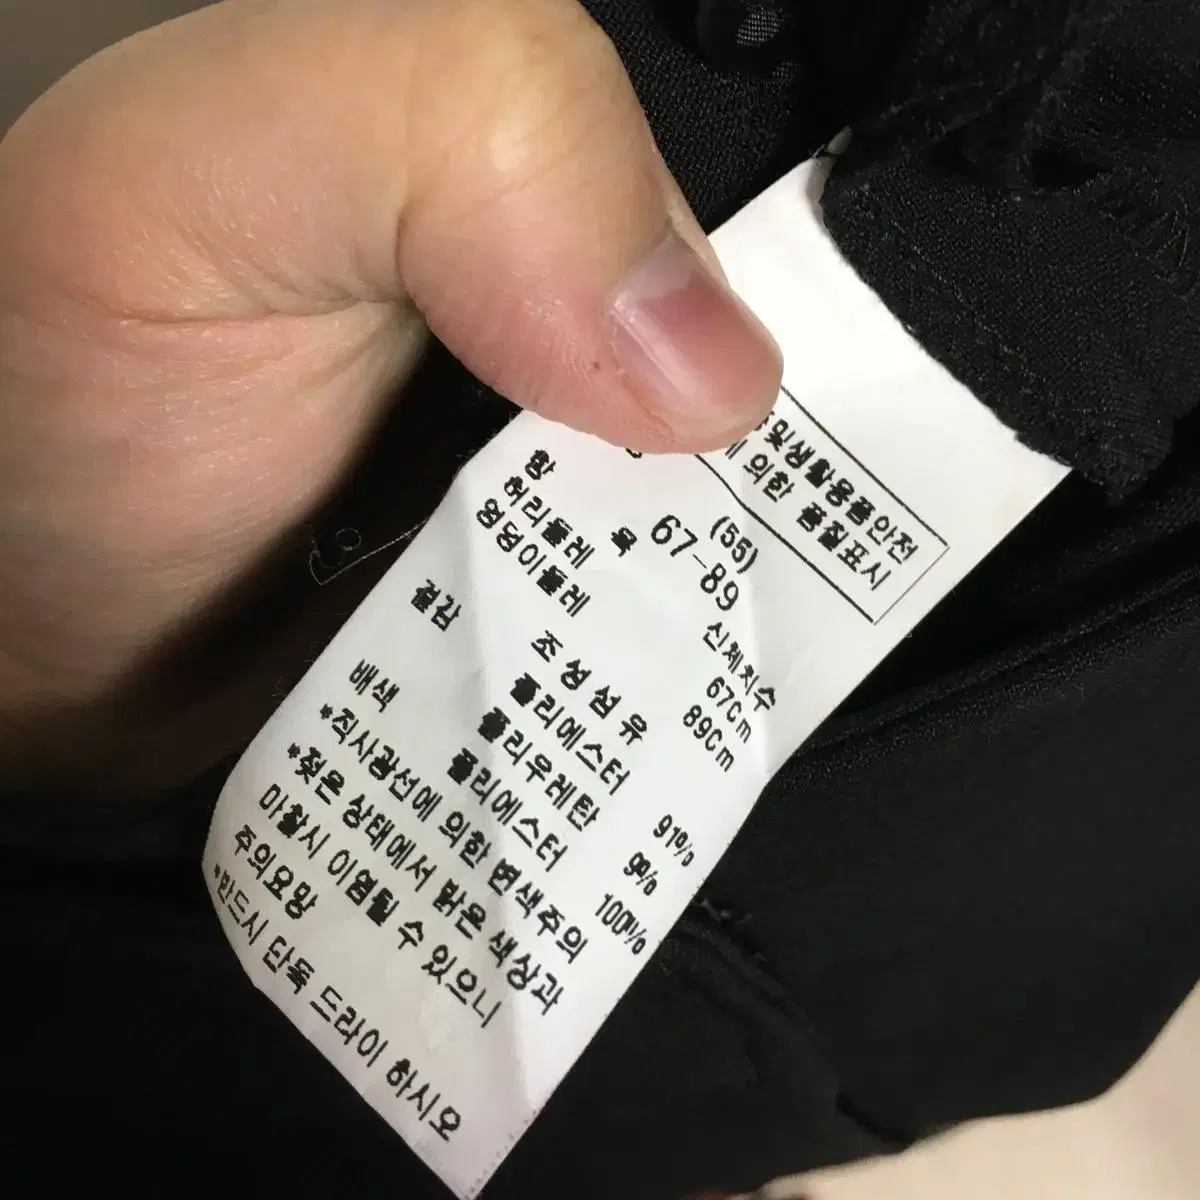 및생활용품안전
의한 품질표시
(55)
67-89
항 목 신체치수
허리둘레 67Cm
엉덩이둘레 89Cm
조성섬유
겉감 폴리에스터 91%
폴리우레탄 9%
배색 폴리에스터 100%
*직사광선에 의한 변색주의
*젖은 상태에서 밝은 색상과
마찰시 이염될 수 있으니
주의요망
*반드시 단독 드라이 하시오